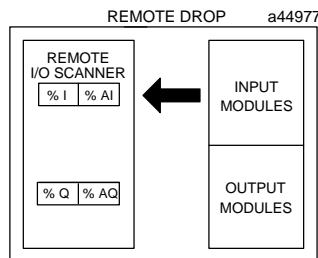 REMOTE DROP a44977
REMOTE
I/O SCANNER
% I % AI
INPUT
MODULES
% Q % AQ
OUTPUT
MODULES